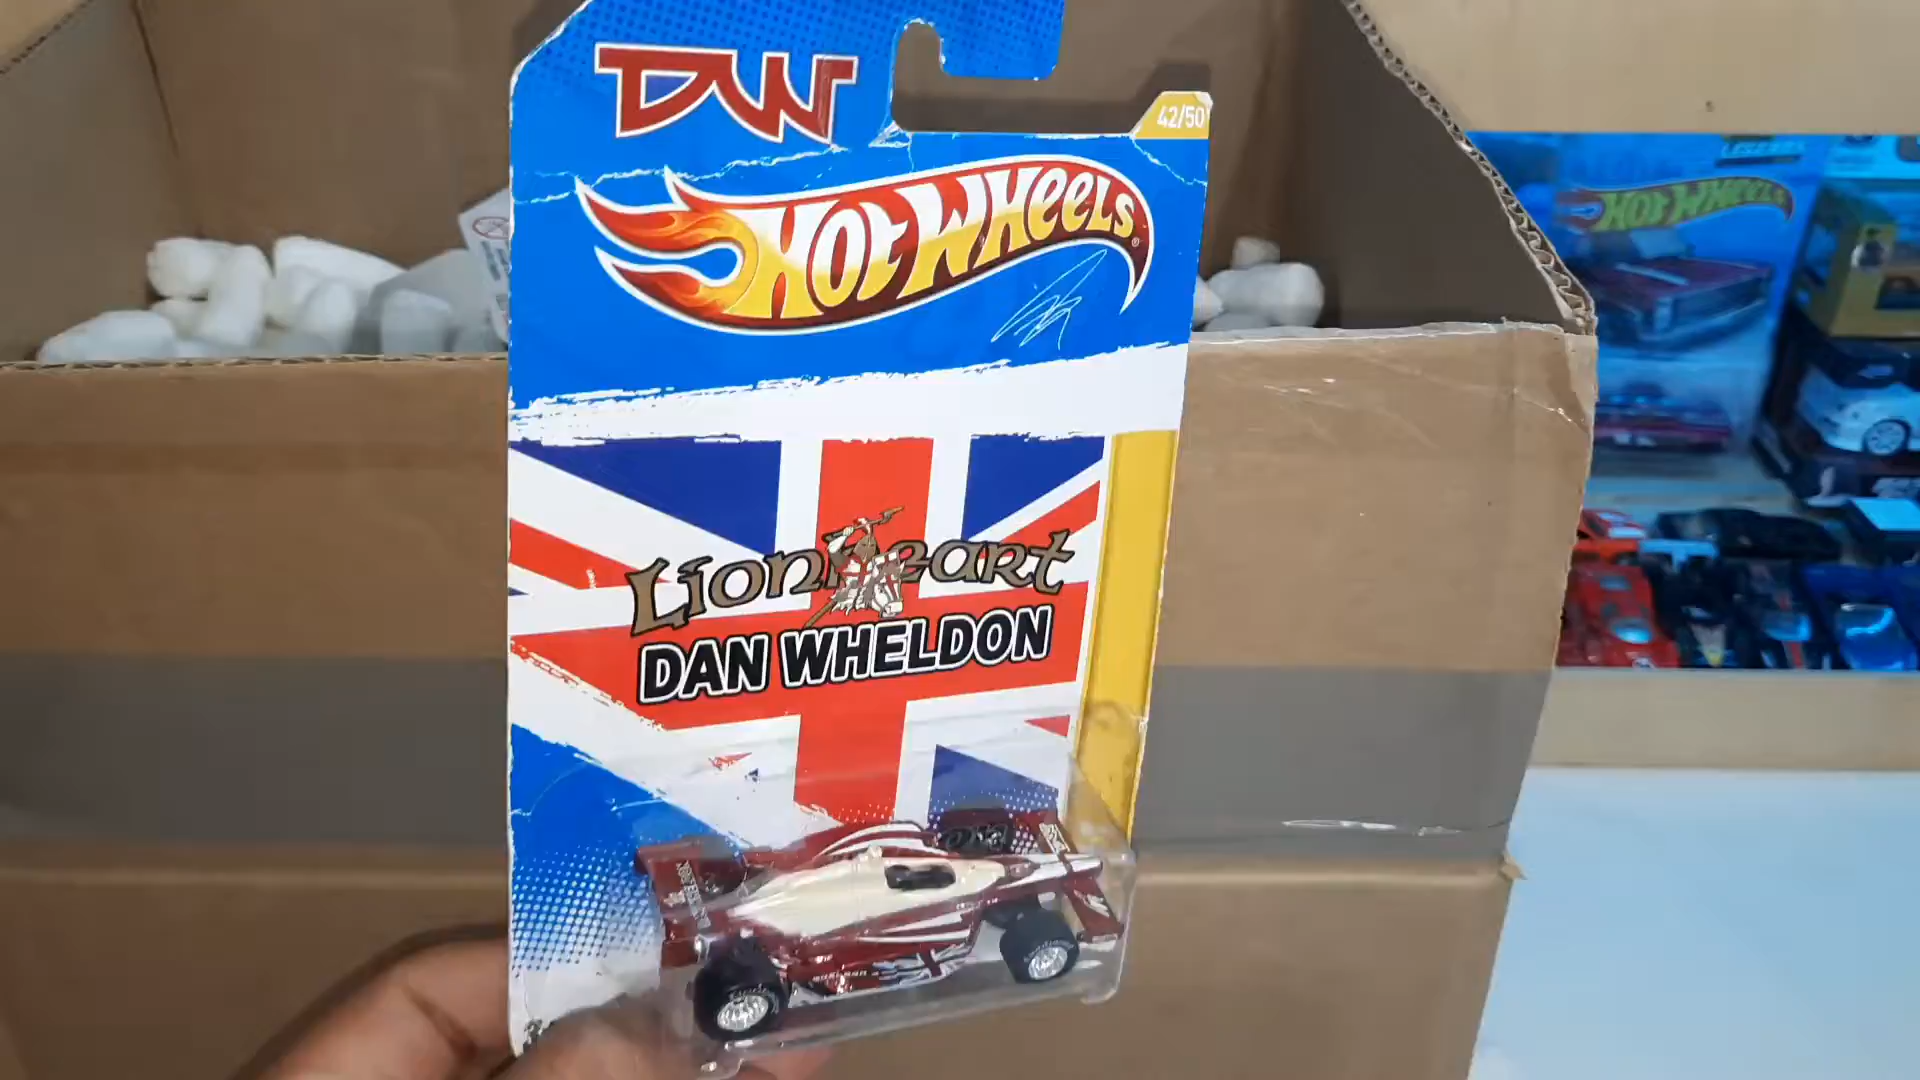 DW
42/50
HOT WHEELS
Lionheart
DAN WHELDON
HOT WHEELS